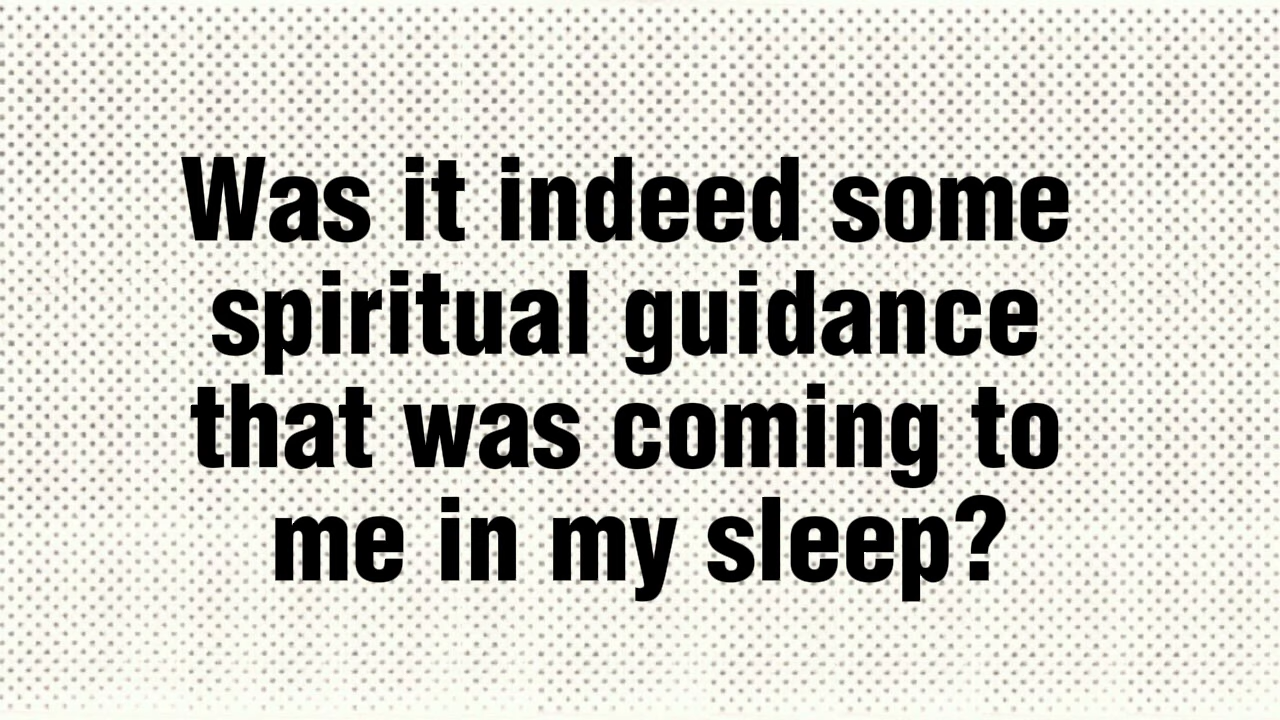 Was it indeed some
spiritual guidance
that was coming to
me in my sleep?